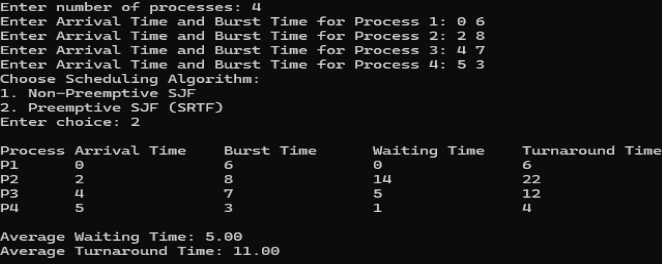 Enter number of processes: 4
Enter Arrival Time and Burst Time for Process 1: 0 6
Enter Arrival Time and Burst Time for Process 2: 2 8
Enter Arrival Time and Burst Time for Process 3: 4 7
Enter Arrival Time and Burst Time for Process 4: 5 3
Choose Scheduling Algorithm:
1. Non-Preemptive SJF
2. Preemptive SJF (SRTF)
Enter choice: 2
Process Arrival Time Burst Time Waiting Time Turnaround Time
P1 0 6 0 6
P2 2 8 14 22
P3 4 7 5 12
P4 5 3 1 4
Average Waiting Time: 5.00
Average Turnaround Time: 11.00